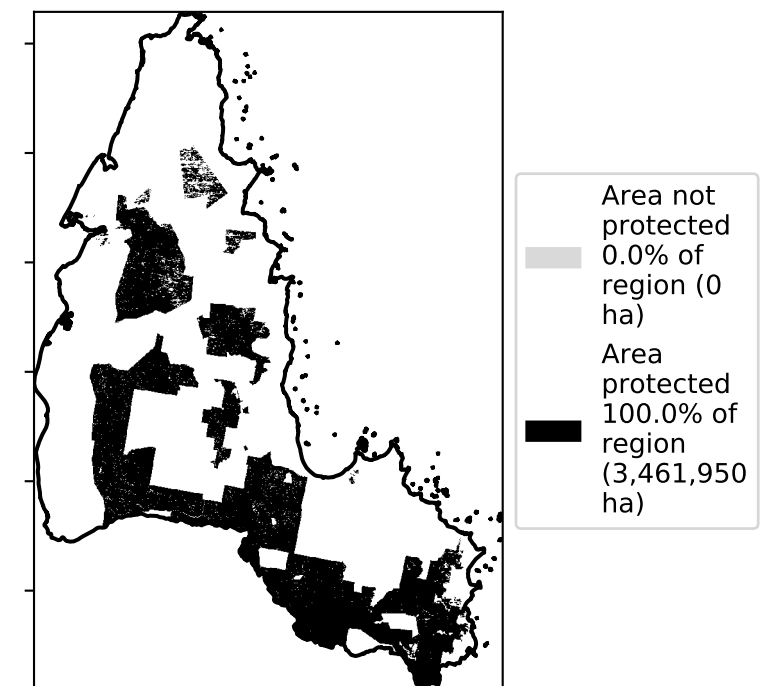 Area not
protected
0.0% of
region (0
ha)
Area
protected
100.0% of
region
(3,461,950
ha)